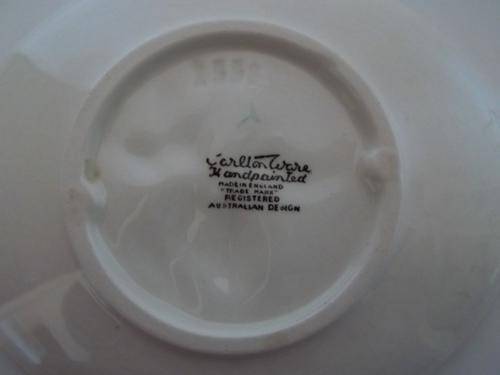 Carlton Ware
Handpainted
MADE IN ENGLAND
"TRADE MARK"
REGISTERED
AUSTRALIAN DESIGN